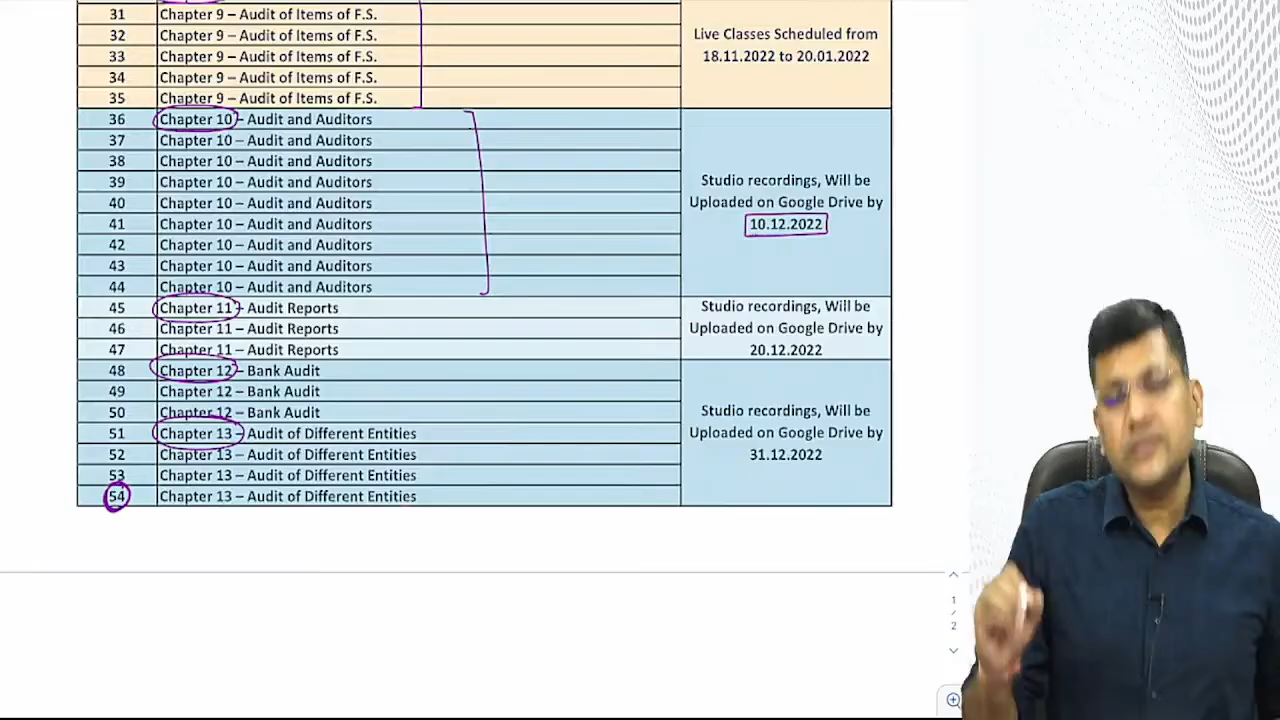 31 Chapter 9 – Audit of Items of F.S.
32 Chapter 9 – Audit of Items of F.S.
33 Chapter 9 – Audit of Items of F.S.
34 Chapter 9 – Audit of Items of F.S.
35 Chapter 9 – Audit of Items of F.S.
Live Classes Scheduled from
18.11.2022 to 20.01.2022
36 Chapter 10 – Audit and Auditors
37 Chapter 10 – Audit and Auditors
38 Chapter 10 – Audit and Auditors
39 Chapter 10 – Audit and Auditors
40 Chapter 10 – Audit and Auditors
41 Chapter 10 – Audit and Auditors
42 Chapter 10 – Audit and Auditors
43 Chapter 10 – Audit and Auditors
44 Chapter 10 – Audit and Auditors
Studio recordings, Will be
Uploaded on Google Drive by
10.12.2022
45 Chapter 11 – Audit Reports
46 Chapter 11 – Audit Reports
47 Chapter 11 – Audit Reports
Studio recordings, Will be
Uploaded on Google Drive by
20.12.2022
48 Chapter 12 – Bank Audit
49 Chapter 12 – Bank Audit
50 Chapter 12 – Bank Audit
51 Chapter 13 – Audit of Different Entities
52 Chapter 13 – Audit of Different Entities
53 Chapter 13 – Audit of Different Entities
54 Chapter 13 – Audit of Different Entities
Studio recordings, Will be
Uploaded on Google Drive by
31.12.2022
1
/
2